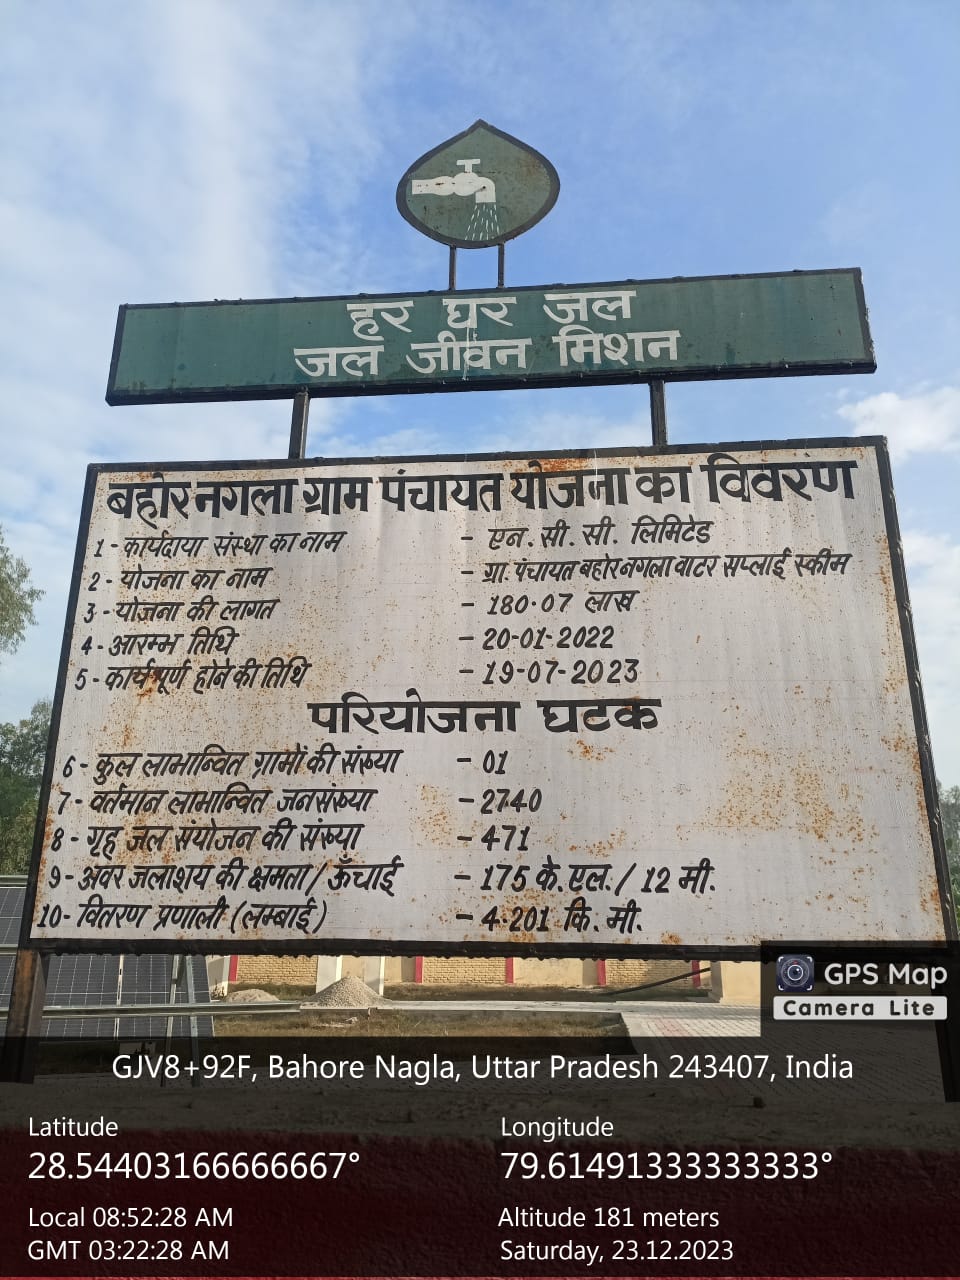 हर घर जल
जल जीवन मिशन
बहोरनगला ग्राम पंचायत योजना का विवरण
1 - कार्यदाया संस्था का नाम - एन. सी. सी. लिमिटेड
2 - योजना का नाम - ग्रा. पंचायत बहोरनगला वाटर सप्लाई स्कीम
3 - योजना की लागत - 180.07 लाख
4 - आरम्भ तिथि - 20-01-2022
5 - कार्य पूर्ण होने की तिथि - 19-07-2023
परियोजना घटक
6 - कुल लाभान्वित ग्रामों की संख्या - 01
7 - वर्तमान लाभान्वित जनसंख्या - 2740
8 - गृह जल संयोजन की संख्या - 471
9 - अवर जलाशय की क्षमता / ऊँचाई - 175 के. एल. / 12 मी.
10 - वितरण प्रणाली (लम्बाई) - 4.201 कि. मी.
GPS Map
Camera Lite
GJV8+92F, Bahore Nagla, Uttar Pradesh 243407, India
Latitude Longitude
28.54403166666667° 79.61491333333333°
Local 08:52:28 AM Altitude 181 meters
GMT 03:22:28 AM Saturday, 23.12.2023